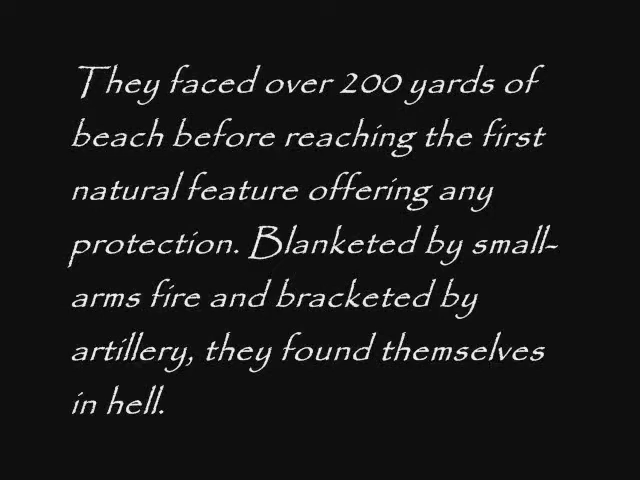 They faced over 200 yards of
beach before reaching the first
natural feature offering any
protection. Blanketed by small-
arms fire and bracketed by
artillery, they found themselves
in hell.